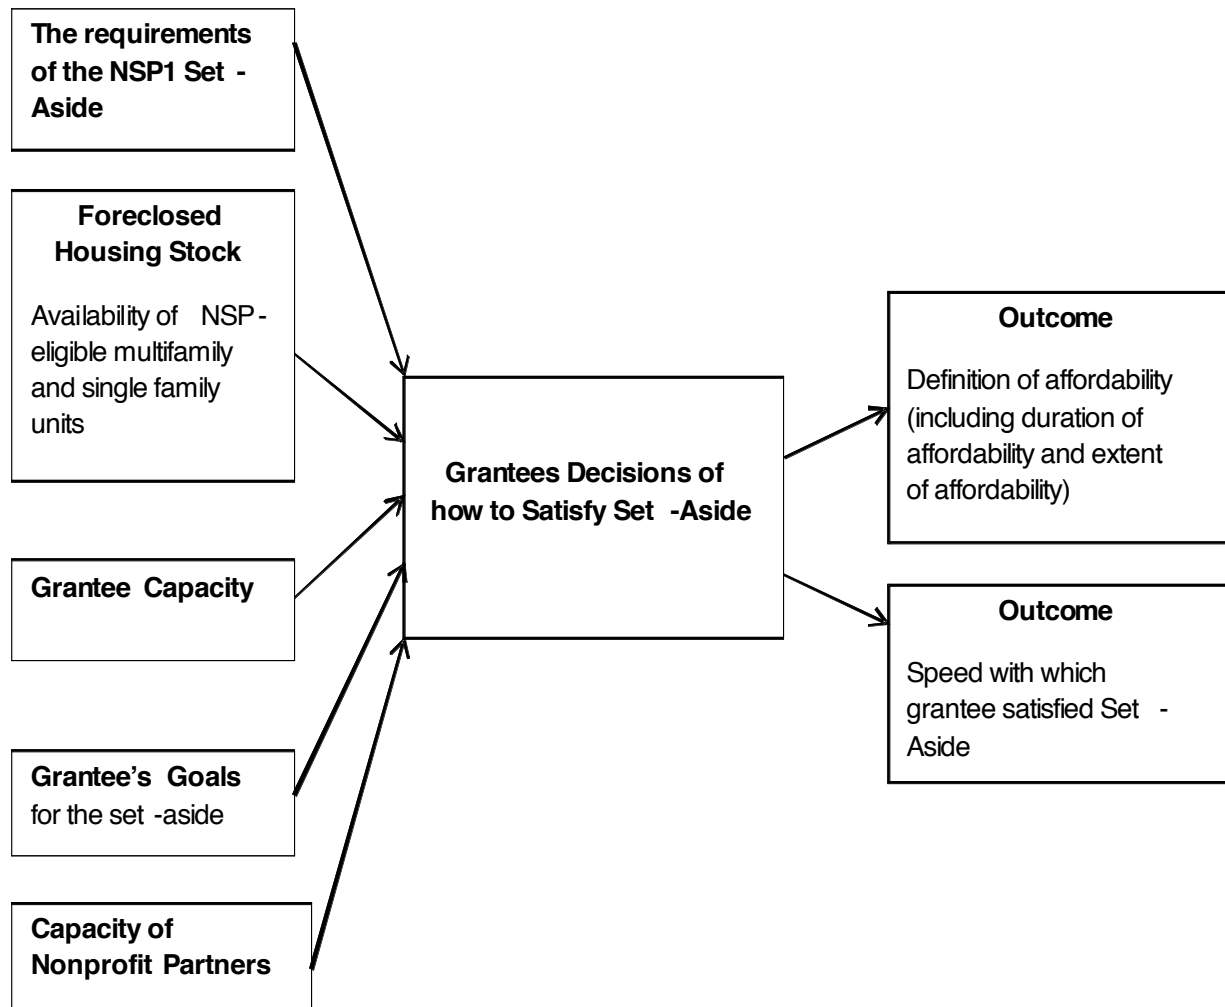 The requirements
of the NSP1 Set -
Aside
Foreclosed
Housing Stock
Availability of NSP-
eligible multifamily
and single family
units
Grantee Capacity
Grantee’s Goals
for the set -aside
Capacity of
Nonprofit Partners
Grantees Decisions of
how to Satisfy Set -Aside
Outcome
Definition of affordability
(including duration of
affordability and extent
of affordability)
Outcome
Speed with which
grantee satisfied Set -
Aside